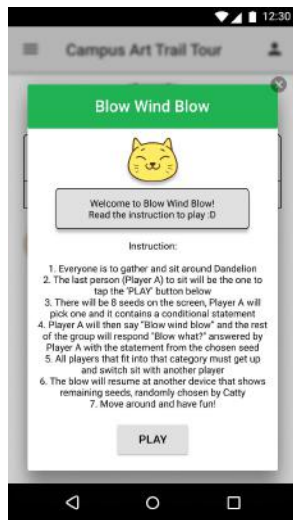 12:30
Campus Art Trail Tour
Blow Wind Blow
Welcome to Blow Wind Blow!
Read the instruction to play :D
Instruction:
1. Everyone is to gather and sit around Dandelion
2. The last person (Player A) to sit will be the one to
tap the 'PLAY' button below
3. There will be 8 seeds on the screen, Player A will
pick one and it contains a conditional statement
4. Player A will then say "Blow wind blow" and the rest
of the group will respond "Blow what?" answered by
Player A with the statement from the chosen seed
5. All players that fit into that category must get up
and switch sit with another player
6. The blow will resume at another device that shows
remaining seeds, randomly chosen by Catty
7. Move around and have fun!
PLAY